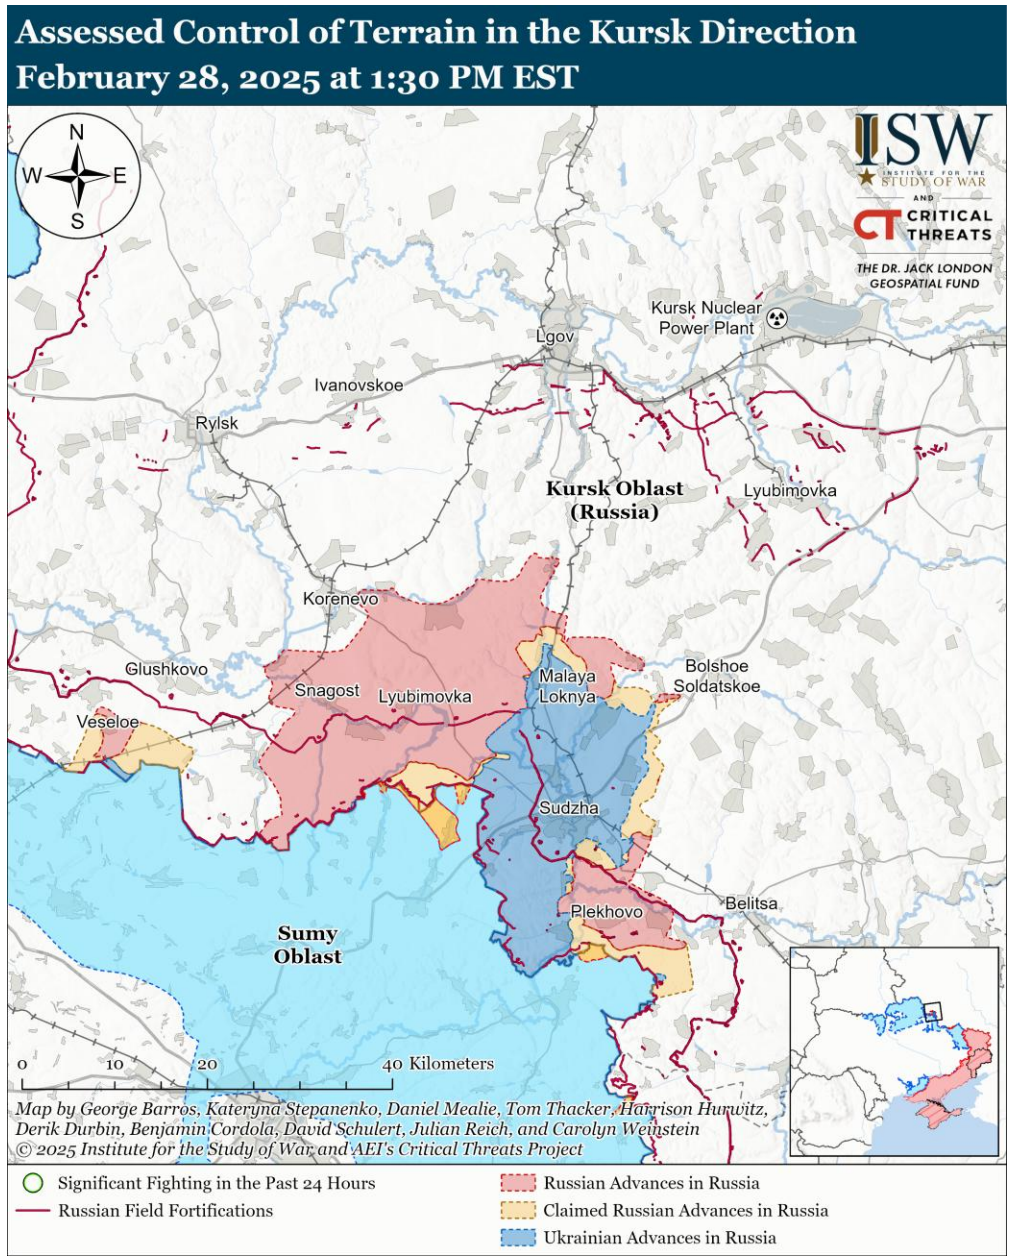 Assessed Control of Terrain in the Kursk Direction
February 28, 2025 at 1:30 PM EST
N
W
E
S
ISW
INSTITUTE FOR THE
STUDY OF WAR
AND
CT CRITICAL
THREATS
THE DR. JACK LONDON
GEOSPATIAL FUND
Kursk Nuclear
Power Plant
Lgov
Ivanovskoe
Rylsk
Kursk Oblast
(Russia)
Lyubimovka
Korenevo
Glushkovo
Snagost
Lyubimovka
Malaya
Loknya
Bolshoe
Soldatskoe
Veseloe
Sudzha
Plekhovo
Belitsa
Sumy
Oblast
0 10 20 40 Kilometers
Map by George Barros, Kateryna Stepanenko, Daniel Mealie, Tom Thacker, Harrison Hurwitz,
Derik Durbin, Benjamin Cordola, David Schulert, Julian Reich, and Carolyn Weinstein
© 2025 Institute for the Study of War and AEI's Critical Threats Project
Significant Fighting in the Past 24 Hours
Russian Field Fortifications
Russian Advances in Russia
Claimed Russian Advances in Russia
Ukrainian Advances in Russia